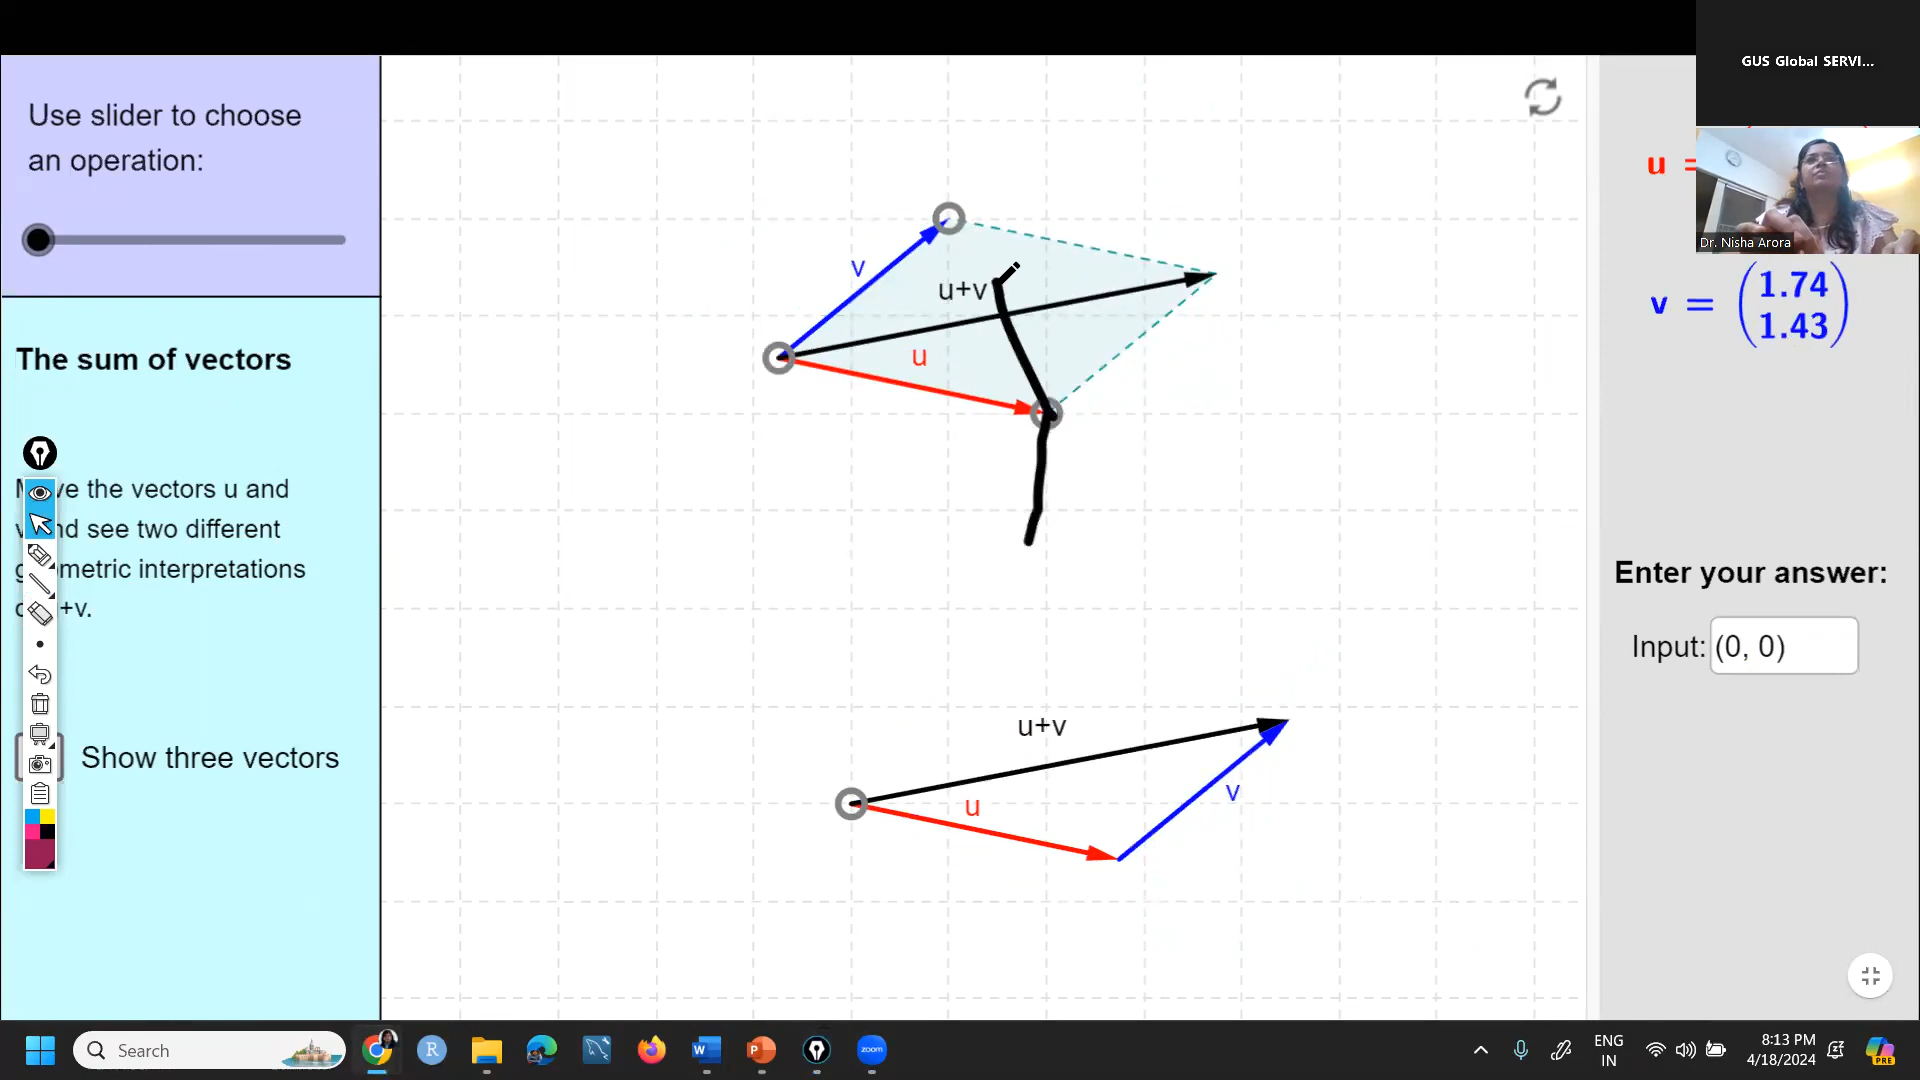 GUS Global SERVI...
Use slider to choose
an operation:
The sum of vectors
ve the vectors u and
nd see two different
metric interpretations
+v.
Show three vectors
v
u+v
u
u+v
u
v
u =
Dr. Nisha Arora
v = (1.74
1.43)
Enter your answer:
Input: (0, 0)
Search
R
W
P
zoom
ENG
IN
8:13 PM
4/18/2024
PRE